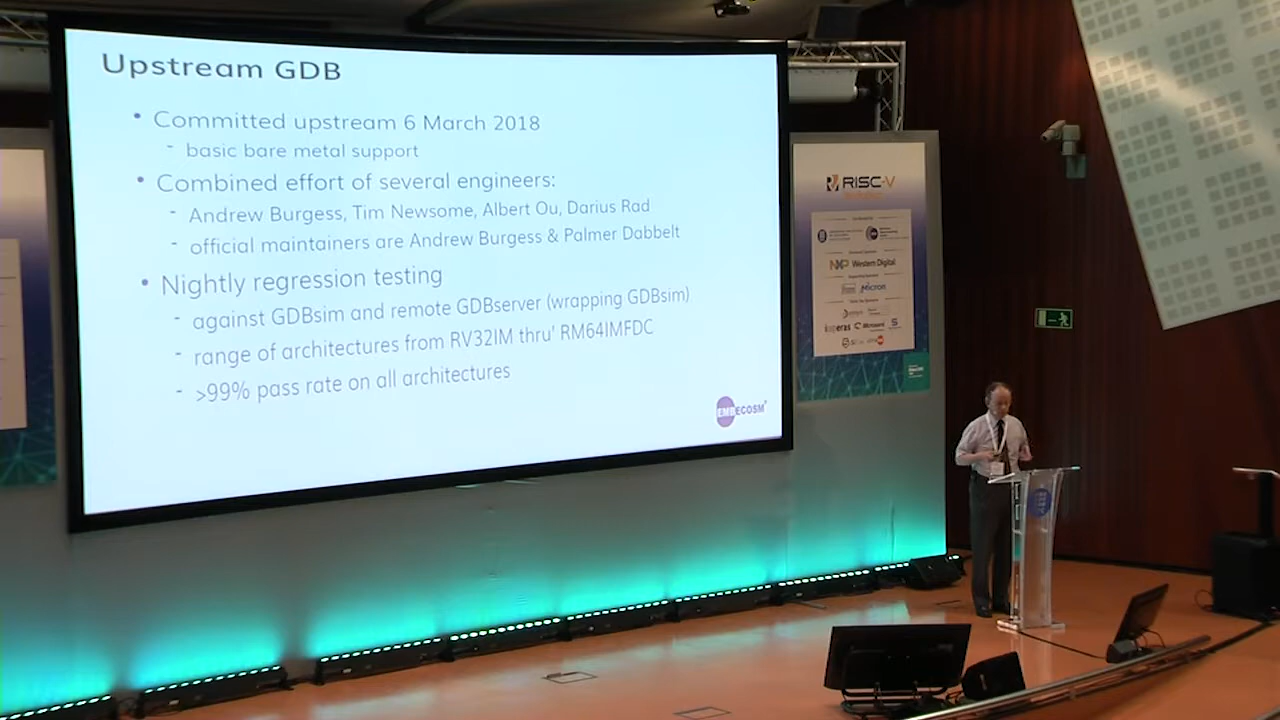 Upstream GDB
• Committed upstream 6 March 2018
- basic bare metal support
• Combined effort of several engineers:
- Andrew Burgess, Tim Newsome, Albert Ou, Darius Rad
- official maintainers are Andrew Burgess & Palmer Dabbelt
• Nightly regression testing
- against GDBsim and remote GDBserver (wrapping GDBsim)
- range of architectures from RV32IM thru' RM64IMFDC
- >99% pass rate on all architectures
EMBECOSM
RISC-V
NXP Western Digital
Micron